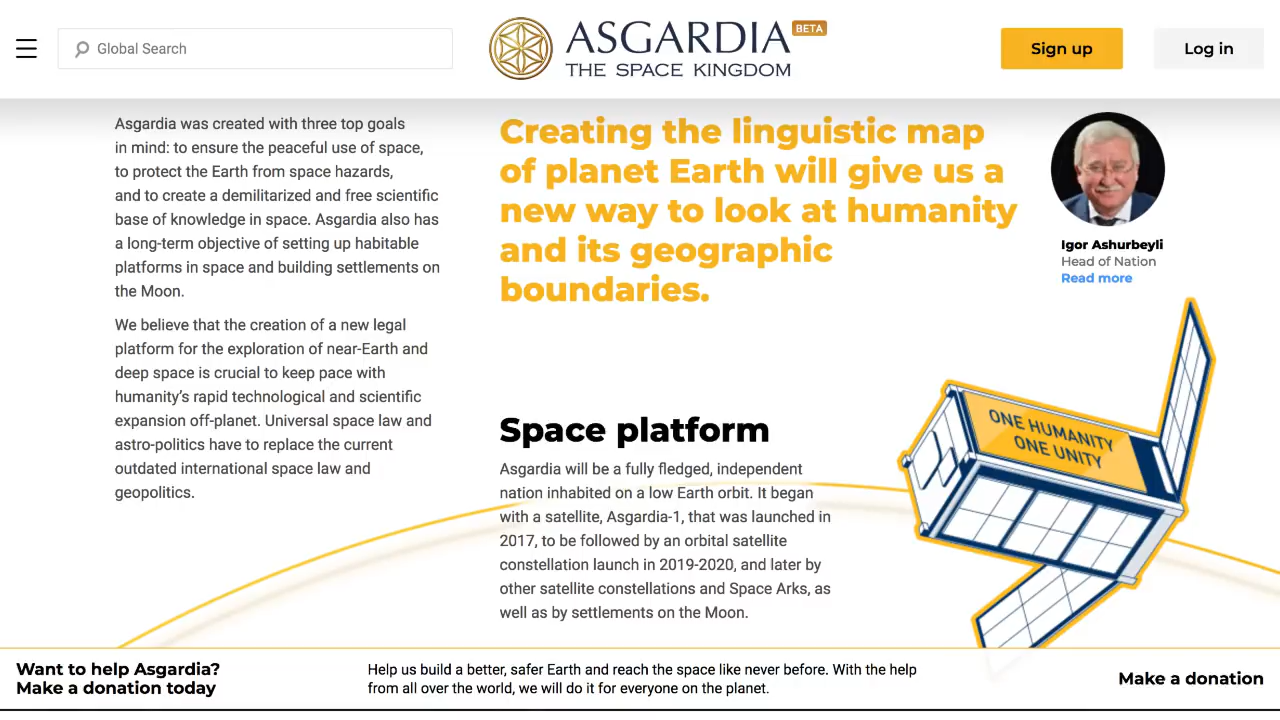 Global Search
ASGARDIA
BETA
THE SPACE KINGDOM
Sign up
Log in
Asgardia was created with three top goals
in mind: to ensure the peaceful use of space,
to protect the Earth from space hazards,
and to create a demilitarized and free scientific
base of knowledge in space. Asgardia also has
a long-term objective of setting up habitable
platforms in space and building settlements on
the Moon.
We believe that the creation of a new legal
platform for the exploration of near-Earth and
deep space is crucial to keep pace with
humanity's rapid technological and scientific
expansion off-planet. Universal space law and
astro-politics have to replace the current
outdated international space law and
geopolitics.
Creating the linguistic map
of planet Earth will give us a
new way to look at humanity
and its geographic
boundaries.
Igor Ashurbeyli
Head of Nation
Read more
Space platform
Asgardia will be a fully fledged, independent
nation inhabited on a low Earth orbit. It began
with a satellite, Asgardia-1, that was launched in
2017, to be followed by an orbital satellite
constellation launch in 2019-2020, and later by
other satellite constellations and Space Arks, as
well as by settlements on the Moon.
ONE HUMANITY
ONE UNITY
Want to help Asgardia?
Make a donation today
Help us build a better, safer Earth and reach the space like never before. With the help
from all over the world, we will do it for everyone on the planet.
Make a donation